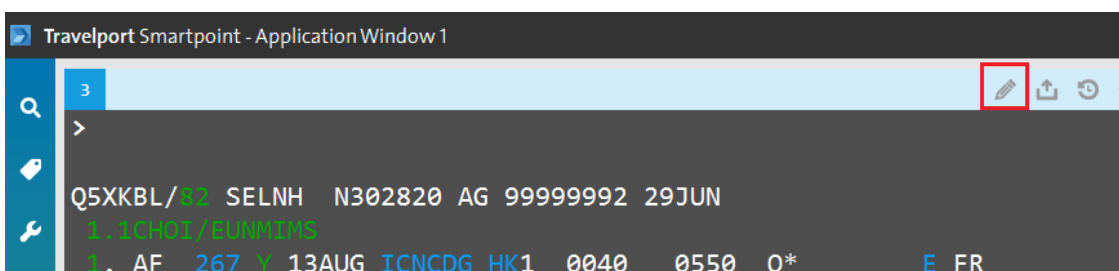 Travelport Smartpoint - Application Window 1
3
>
Q5XKBL/82 SELNH  N302820 AG 99999992 29JUN
1.1CHOI/EUNMIMS
1. AF  267 Y 13AUG ICNCDG HK1  0040   0550  O*        E FR